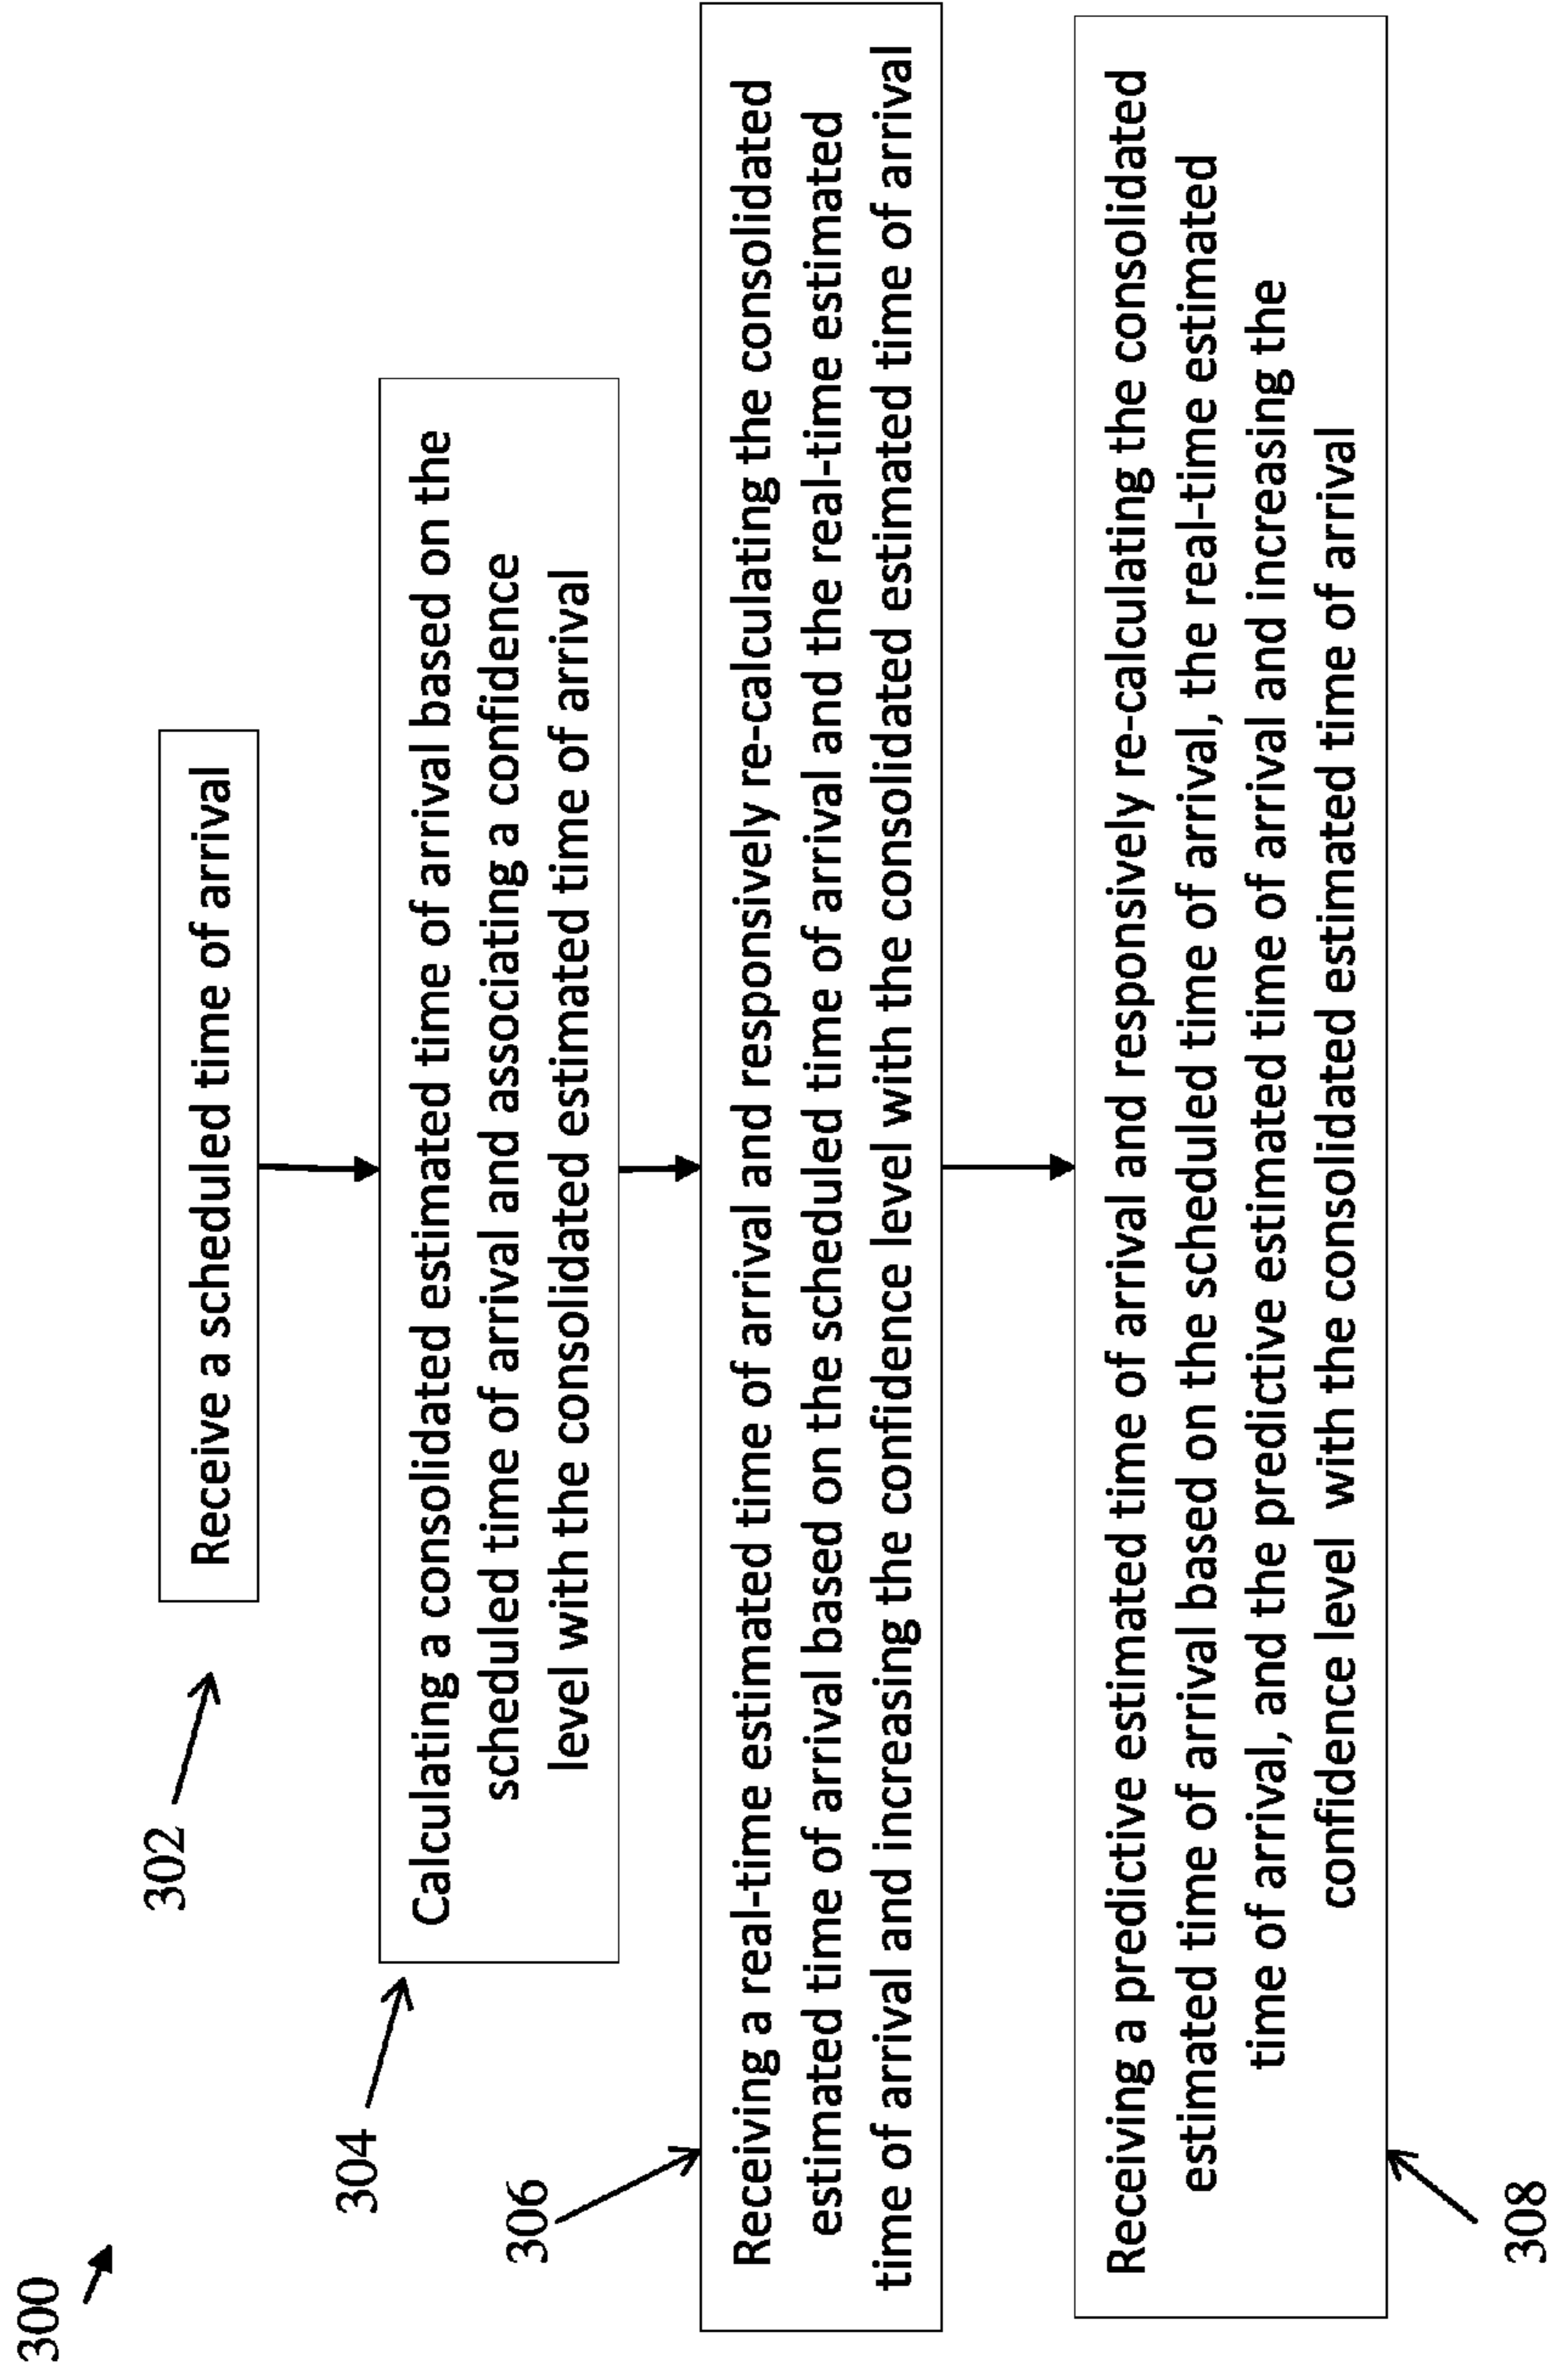 300
302
Receive a scheduled time of arrival
304
Calculating a consolidated estimated time of arrival based on the
scheduled time of arrival and associating a confidence
level with the consolidated estimated time of arrival
306
Receiving a real-time estimated time of arrival and responsively re-calculating the consolidated
estimated time of arrival based on the scheduled time of arrival and the real-time estimated
time of arrival and increasing the confidence level with the consolidated estimated time of arrival
Receiving a predictive estimated time of arrival and responsively re-calculating the consolidated
estimated time of arrival based on the scheduled time of arrival, the real-time estimated
time of arrival, and the predictive estimated time of arrival and increasing the
confidence level with the consolidated estimated time of arrival
308